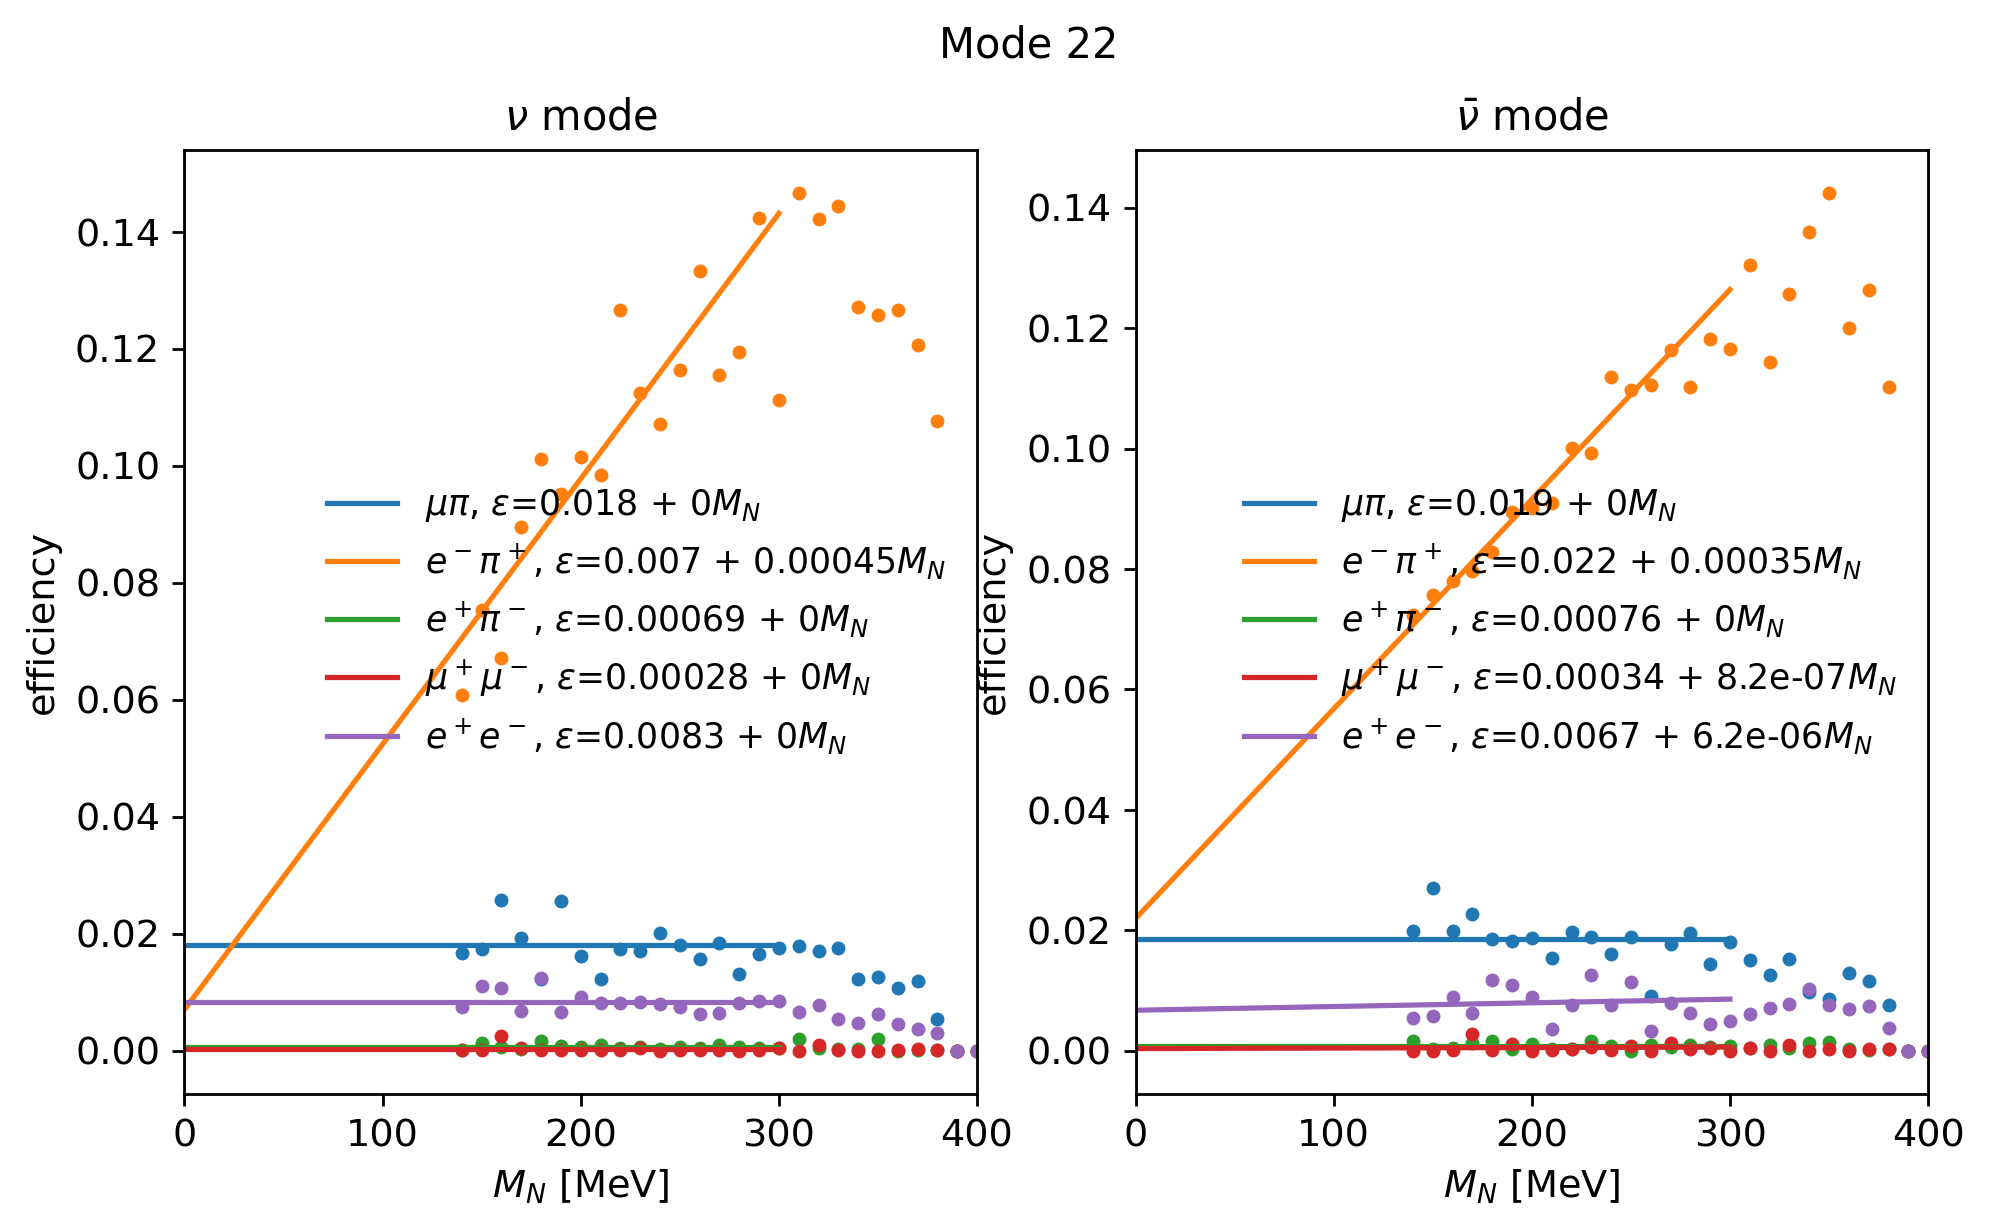 Mode 22
ν mode
efficiency
0.14
0.12
0.10
0.08
0.06
0.04
0.02
0.00
μπ, ε=0.018 + 0M_N
e⁻π⁺, ε=0.007 + 0.00045M_N
e⁺π⁻, ε=0.00069 + 0M_N
μ⁺μ⁻, ε=0.00028 + 0M_N
e⁺e⁻, ε=0.0083 + 0M_N
0 100 200 300 400
M_N [MeV]
ν̄ mode
efficiency
0.14
0.12
0.10
0.08
0.06
0.04
0.02
0.00
μπ, ε=0.019 + 0M_N
e⁻π⁺, ε=0.022 + 0.00035M_N
e⁺π⁻, ε=0.00076 + 0M_N
μ⁺μ⁻, ε=0.00034 + 8.2e-07M_N
e⁺e⁻, ε=0.0067 + 6.2e-06M_N
0 100 200 300 400
M_N [MeV]